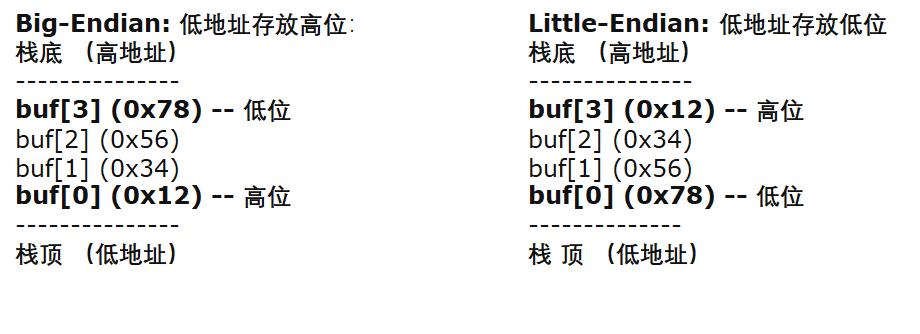 Big-Endian: 低地址存放高位:
栈底 （高地址）
---------------
buf[3] (0x78) -- 低位
buf[2] (0x56)
buf[1] (0x34)
buf[0] (0x12) -- 高位
---------------
栈顶 （低地址）
Little-Endian: 低地址存放低位
栈底 （高地址）
---------------
buf[3] (0x12) -- 高位
buf[2] (0x34)
buf[1] (0x56)
buf[0] (0x78) -- 低位
--------------
栈 顶 （低地址）